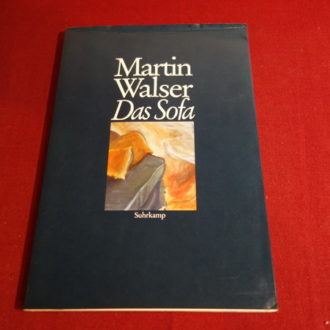 Martin
Walser
Das Sofa
Suhrkamp